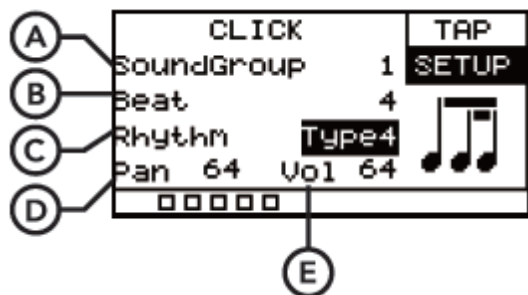 CLICK TAP
A SoundGroup 1 SETUP
B Beat 4
C Rhythm Type4
D Pan 64 Vol 64
E